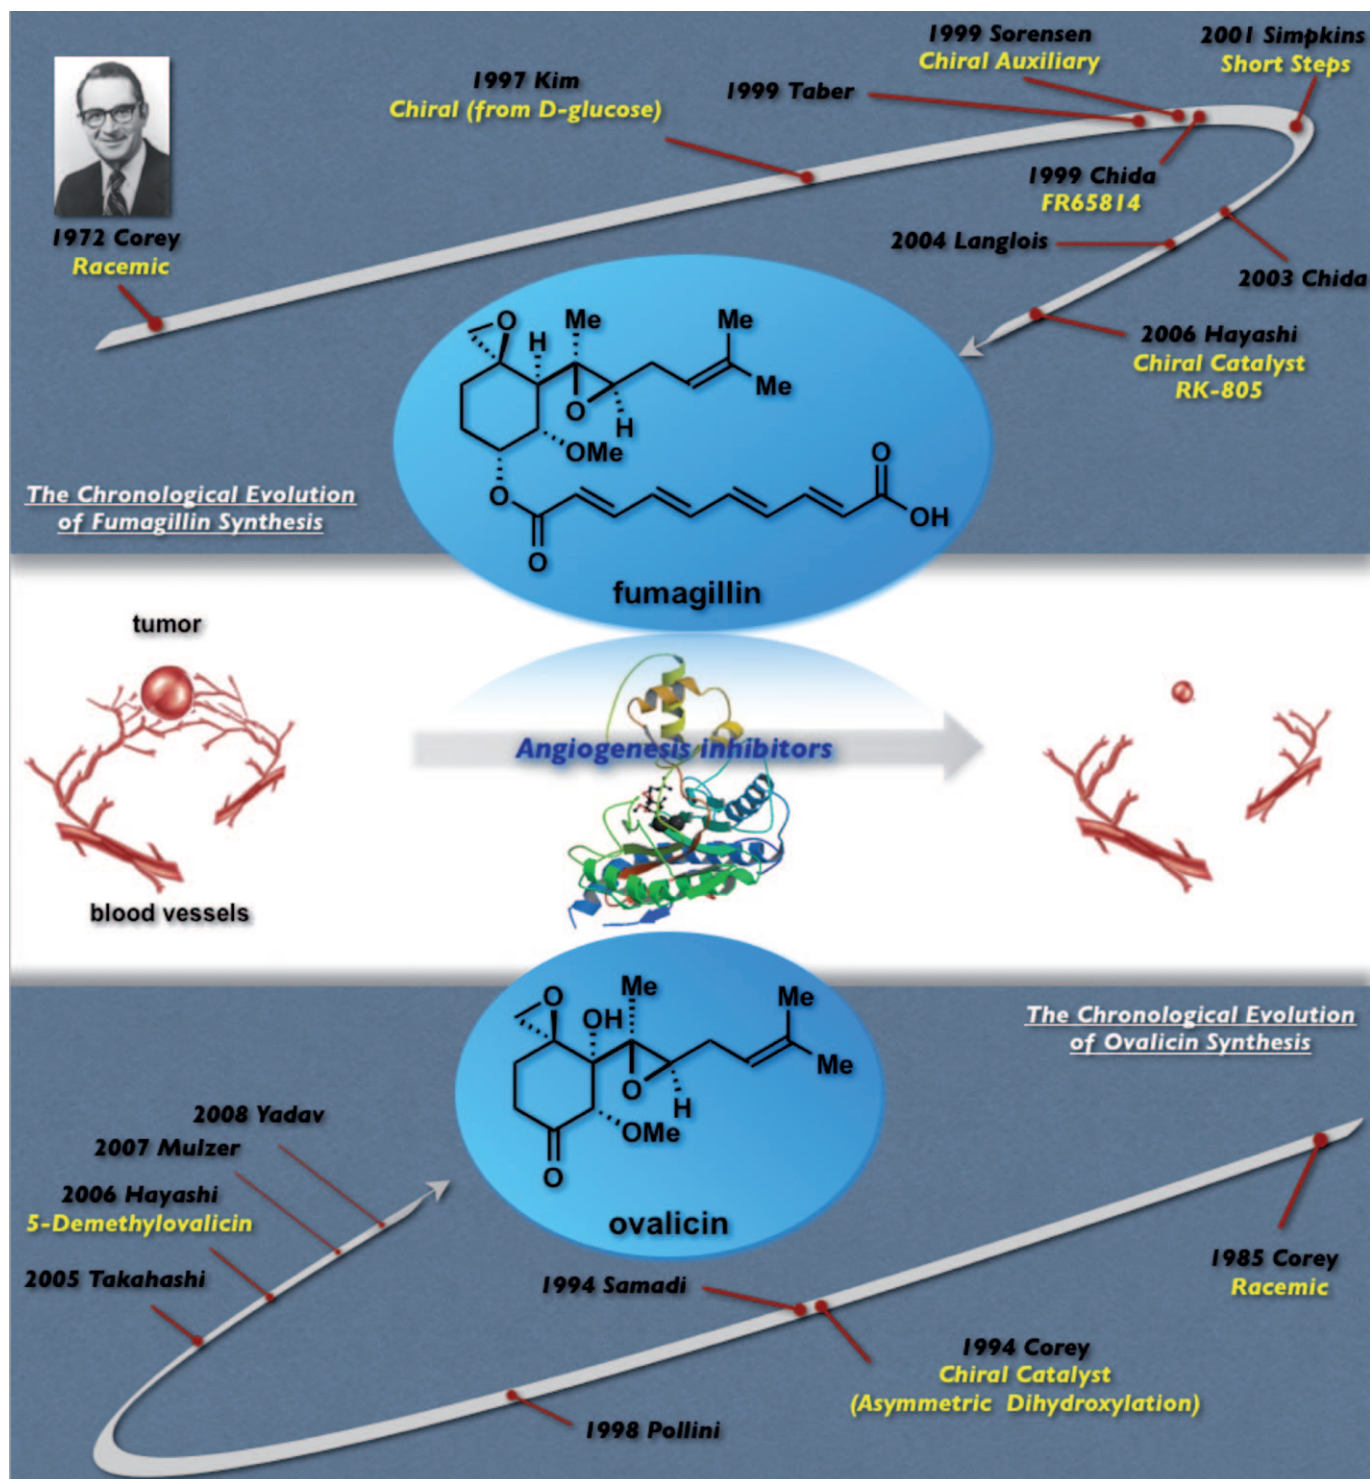 1999 Sorensen
Chiral Auxiliary
2001 Simpkins
Short Steps
1997 Kim
Chiral (from D-glucose)
1999 Taber
1999 Chida
FR65814
1972 Corey
Racemic
2004 Langlois
2003 Chida
2006 Hayashi
Chiral Catalyst
RK-805
O
H
Me
Me
Me
O
H
OMe
O
O
O
OH
fumagillin
The Chronological Evolution
of Fumagillin Synthesis
tumor
Angiogenesis inhibitors
blood vessels
O
OH
Me
Me
Me
O
H
OMe
O
ovalicin
The Chronological Evolution
of Ovalicin Synthesis
2008 Yadav
2007 Mulzer
2006 Hayashi
5-Demethylovalicin
2005 Takahashi
1994 Samadi
1985 Corey
Racemic
1994 Corey
Chiral Catalyst
(Asymmetric Dihydroxylation)
1998 Pollini